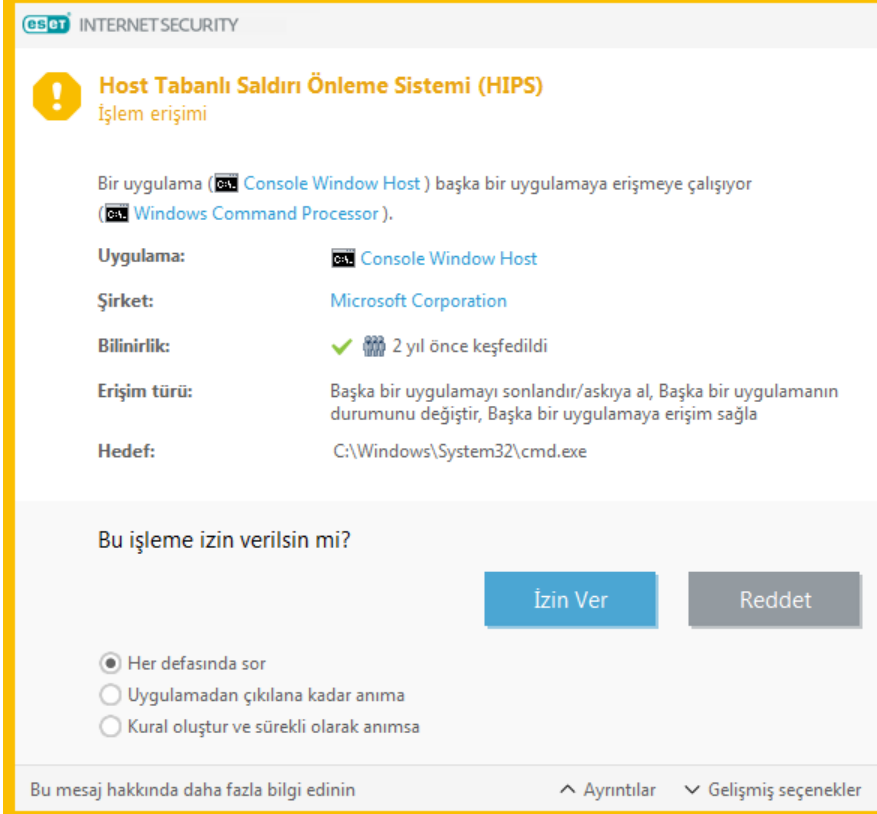 eset INTERNET SECURITY
Host Tabanlı Saldırı Önleme Sistemi (HIPS)
İşlem erişimi
Bir uygulama ( Console Window Host ) başka bir uygulamaya erişmeye çalışıyor
( Windows Command Processor ).
Uygulama: Console Window Host
Şirket: Microsoft Corporation
Bilinirlik: 2 yıl önce keşfedildi
Erişim türü: Başka bir uygulamayı sonlandır/askıya al, Başka bir uygulamanın
durumunu değiştir, Başka bir uygulamaya erişim sağla
Hedef: C:\Windows\System32\cmd.exe
Bu işleme izin verilsin mi?
İzin Ver Reddet
Her defasında sor
Uygulamadan çıkılana kadar anıma
Kural oluştur ve sürekli olarak anımsa
Bu mesaj hakkında daha fazla bilgi edinin Ayrıntılar Gelişmiş seçenekler